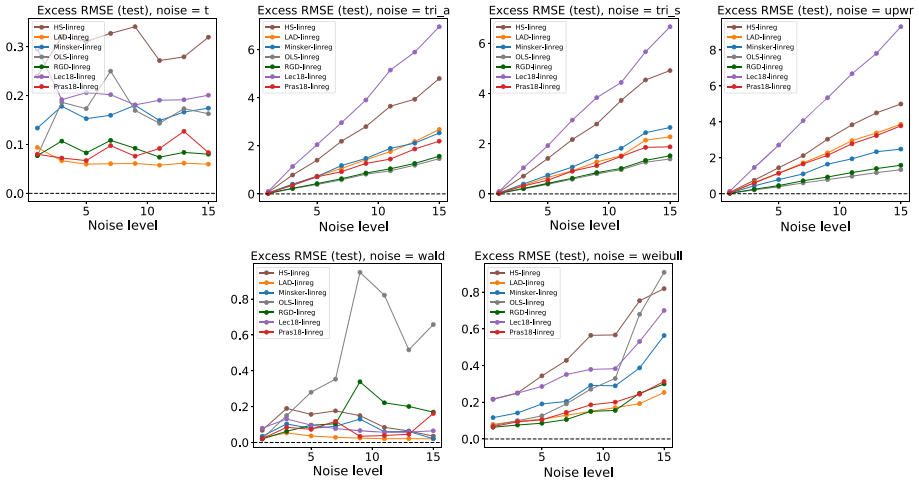 Excess RMSE (test), noise = t
HS-linreg
LAD-linreg
Minsker-linreg
OLS-linreg
RGD-linreg
Lec18-linreg
Pras18-linreg
0.3
0.2
0.1
0.0
5
10
15
Noise level
Excess RMSE (test), noise = tri_a
HS-linreg
LAD-linreg
Minsker-linreg
OLS-linreg
RGD-linreg
Lec18-linreg
Pras18-linreg
6
4
2
0
5
10
15
Noise level
Excess RMSE (test), noise = tri_s
HS-linreg
LAD-linreg
Minsker-linreg
OLS-linreg
RGD-linreg
Lec18-linreg
Pras18-linreg
6
4
2
0
5
10
15
Noise level
Excess RMSE (test), noise = upwr
HS-linreg
LAD-linreg
Minsker-linreg
OLS-linreg
RGD-linreg
Lec18-linreg
Pras18-linreg
8
6
4
2
0
5
10
15
Noise level
Excess RMSE (test), noise = wald
HS-linreg
LAD-linreg
Minsker-linreg
OLS-linreg
RGD-linreg
Lec18-linreg
Pras18-linreg
0.8
0.6
0.4
0.2
0.0
5
10
15
Noise level
Excess RMSE (test), noise = weibull
HS-linreg
LAD-linreg
Minsker-linreg
OLS-linreg
RGD-linreg
Lec18-linreg
Pras18-linreg
0.8
0.6
0.4
0.2
0.0
5
10
15
Noise level